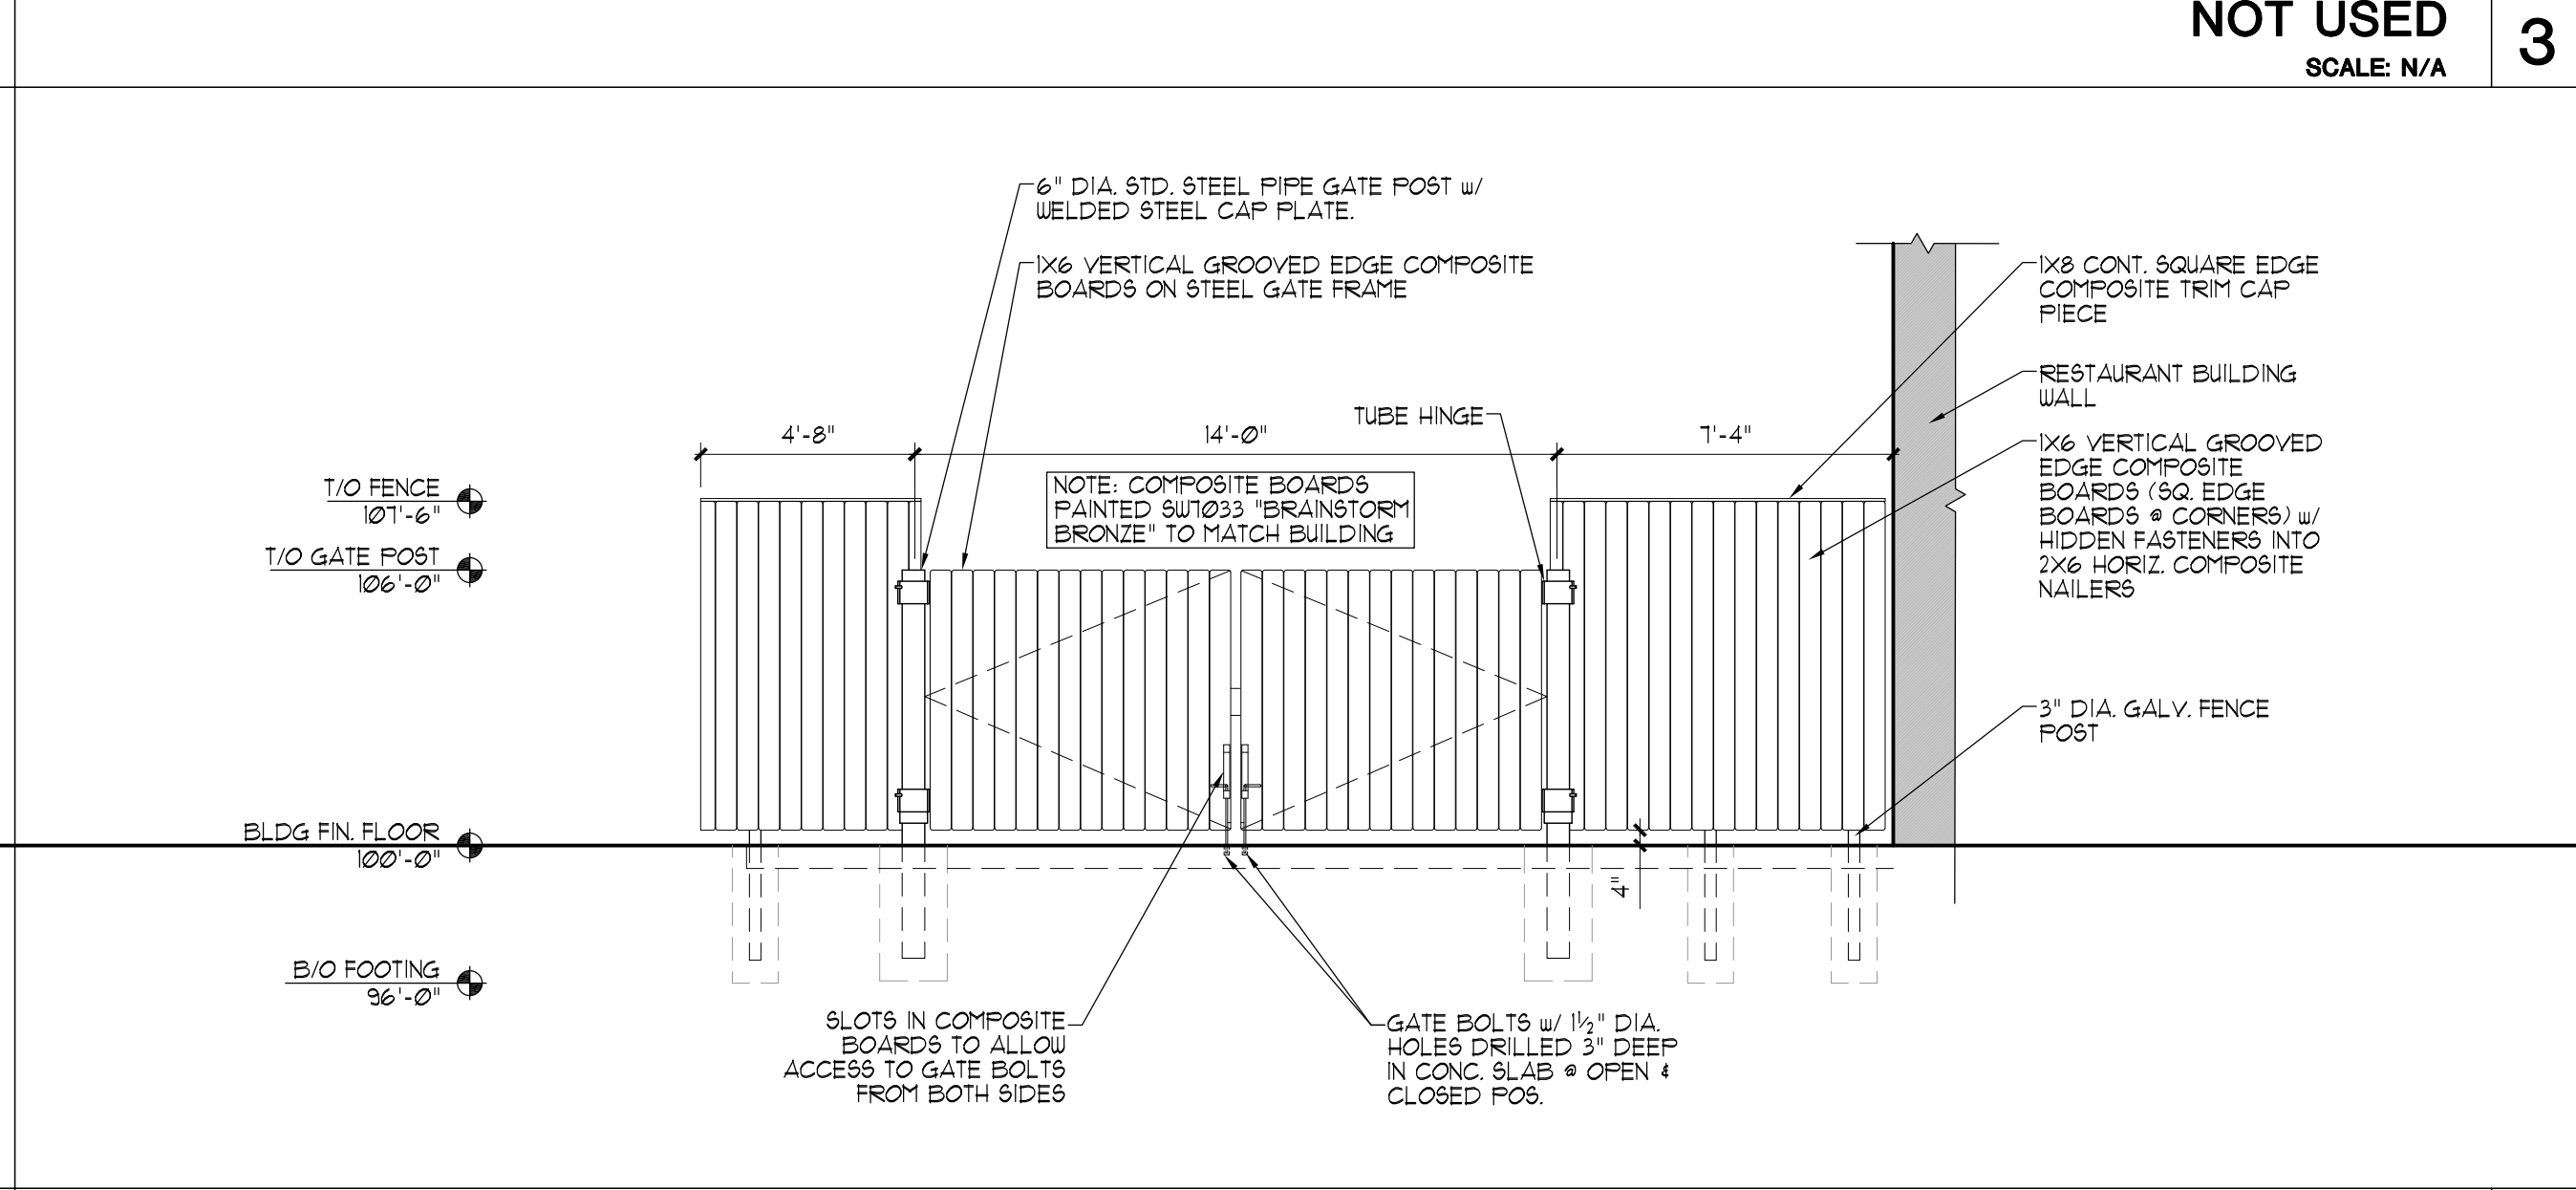 NOT USED
SCALE: N/A
3
6" DIA. STD. STEEL PIPE GATE POST w/
WELDED STEEL CAP PLATE.
1X6 VERTICAL GROOVED EDGE COMPOSITE
BOARDS ON STEEL GATE FRAME
1X8 CONT. SQUARE EDGE
COMPOSITE TRIM CAP
PIECE
RESTAURANT BUILDING
WALL
TUBE HINGE
4'-8"
14'-0"
7'-4"
1X6 VERTICAL GROOVED
EDGE COMPOSITE
BOARDS (SQ. EDGE
BOARDS @ CORNERS) w/
HIDDEN FASTENERS INTO
2X6 HORIZ. COMPOSITE
NAILERS
NOTE: COMPOSITE BOARDS
PAINTED SW7033 "BRAINSTORM
BRONZE" TO MATCH BUILDING
T/O FENCE
107'-6"
T/O GATE POST
106'-0"
3" DIA. GALV. FENCE
POST
BLDG FIN. FLOOR
100'-0"
4"
B/O FOOTING
96'-0"
SLOTS IN COMPOSITE
BOARDS TO ALLOW
ACCESS TO GATE BOLTS
FROM BOTH SIDES
GATE BOLTS w/ 1½" DIA.
HOLES DRILLED 3" DEEP
IN CONC. SLAB @ OPEN &
CLOSED POS.